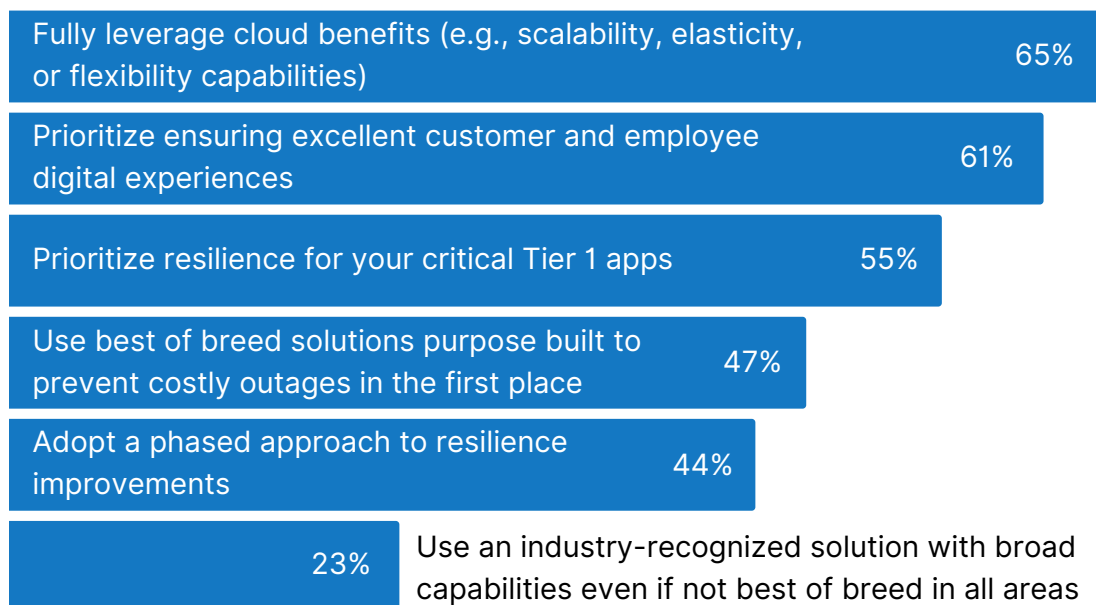 Fully leverage cloud benefits (e.g., scalability, elasticity,
or flexibility capabilities)
65%
Prioritize ensuring excellent customer and employee
digital experiences
61%
Prioritize resilience for your critical Tier 1 apps
55%
Use best of breed solutions purpose built to
prevent costly outages in the first place
47%
Adopt a phased approach to resilience
improvements
44%
23%
Use an industry-recognized solution with broad
capabilities even if not best of breed in all areas